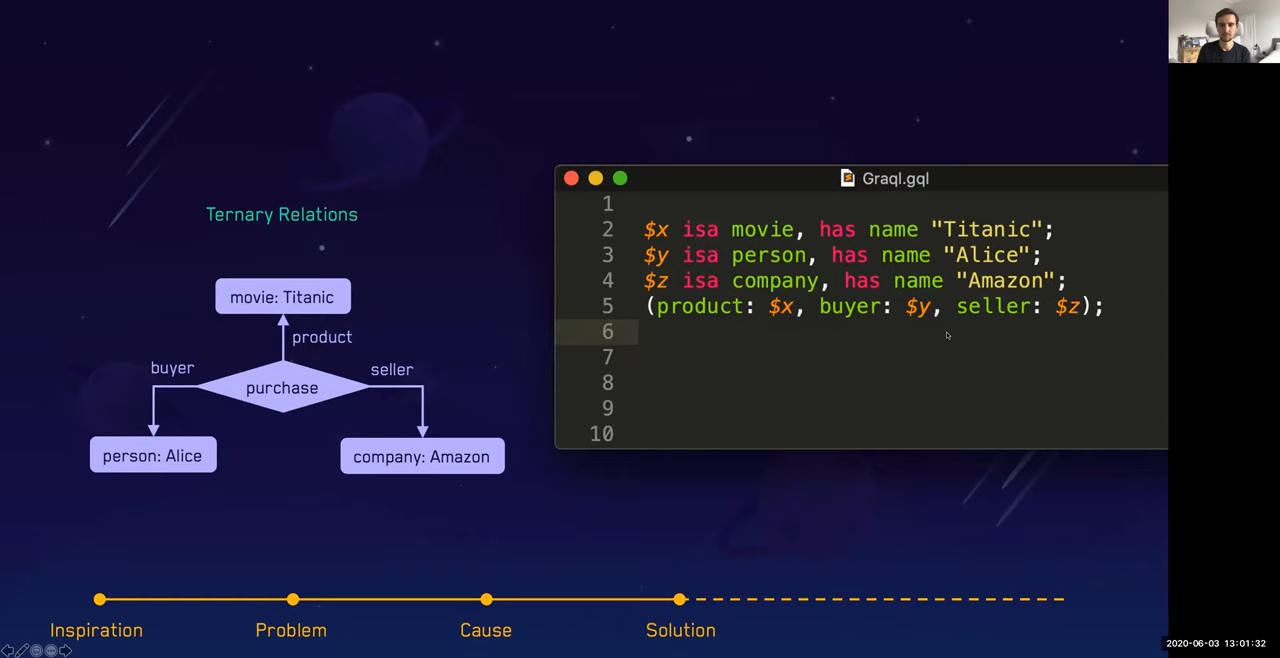 Ternary Relations
movie: Titanic
product
buyer
seller
purchase
person: Alice
company: Amazon
Graql.gql
1
2 $x isa movie, has name "Titanic";
3 $y isa person, has name "Alice";
4 $z isa company, has name "Amazon";
5 (product: $x, buyer: $y, seller: $z);
6
7
8
9
10
Inspiration
Problem
Cause
Solution
2020-06-03 13:01:32